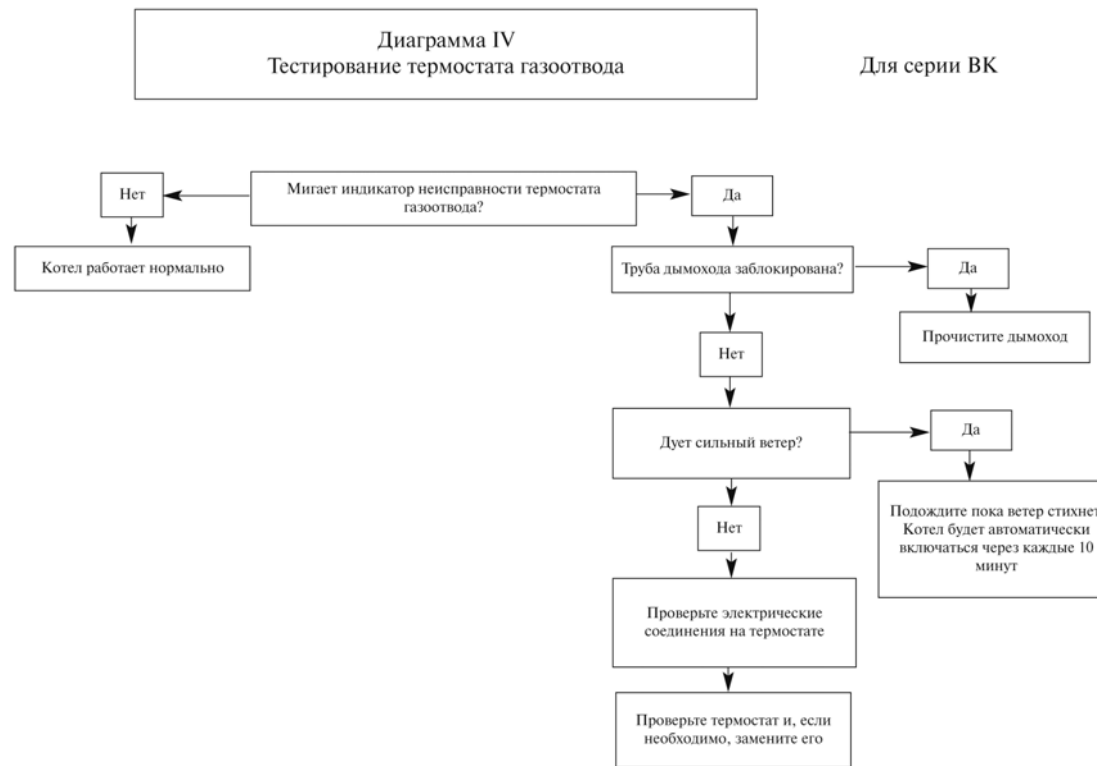 Диаграмма IV
Тестирование термостата газоотвода
Для серии ВК
Нет
Мигает индикатор неисправности термостата
газоотвода?
Да
Котел работает нормально
Труба дымохода заблокирована?
Да
Прочистите дымоход
Нет
Дует сильный ветер?
Да
Подождите пока ветер стихнет
Котел будет автоматически
включаться через каждые 10
минут
Нет
Проверьте электрические
соединения на термостате
Проверьте термостат и, если
необходимо, замените его